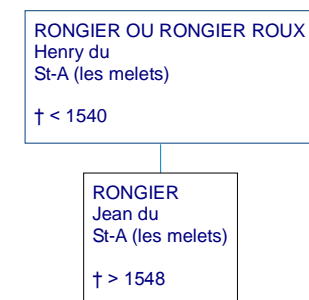 RONGIER OU RONGIER ROUX
Henry du
St-A (les melets)
† < 1540
RONGIER
Jean du
St-A (les melets)
† > 1548